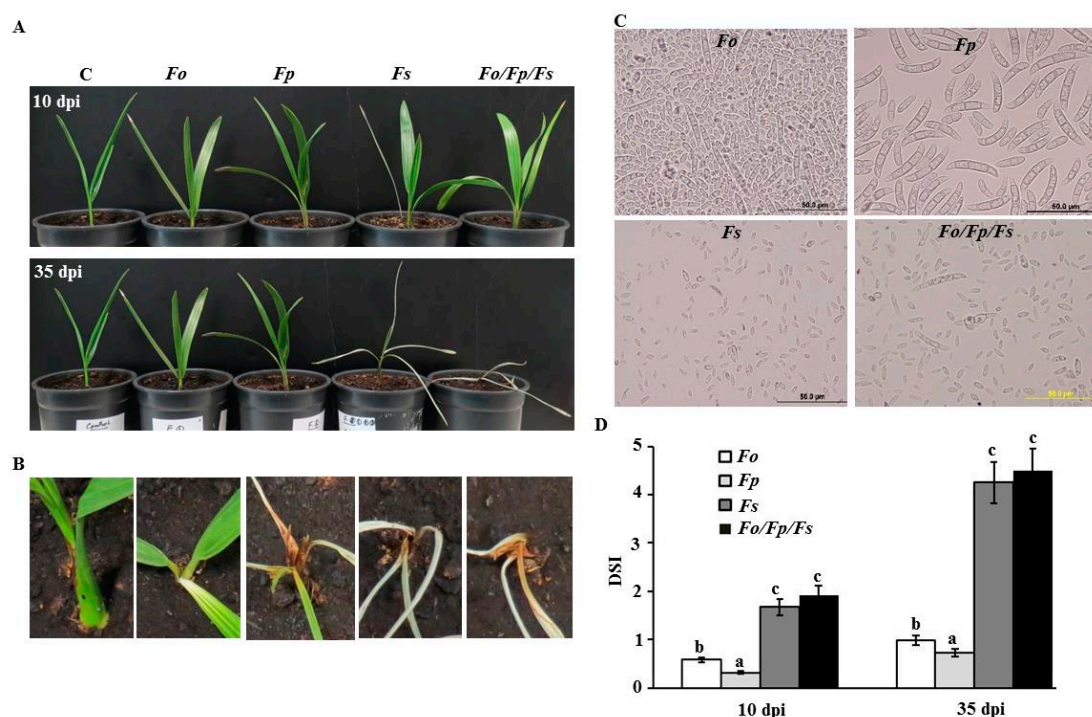 A
C Fo Fp Fs Fo/Fp/Fs
10 dpi
35 dpi
Control
B
C
Fo
50.0 µm
Fp
50.0 µm
Fs
50.0 µm
Fo/Fp/Fs
50.0 µm
D
5
4
3
2
1
0
DSI
Fo
Fp
Fs
Fo/Fp/Fs
b a c c
b a c c
10 dpi 35 dpi